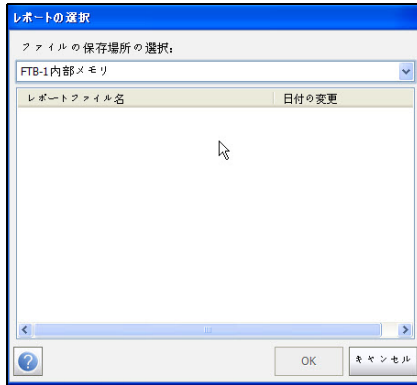 レポートの選択
ファイルの保存場所の選択:
FTB-1内部メモリ
レポートファイル名 日付の変更
? OK キャンセル